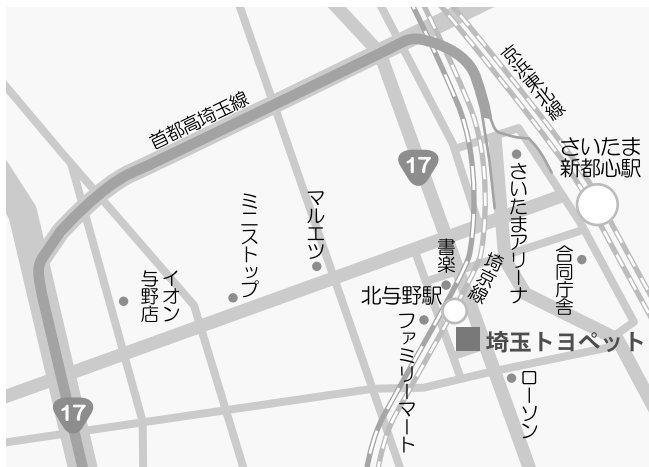 首都高埼玉線
京浜東北線
さいたま
新都心駅
17
さいたまアリーナ
マルエツ
ミニストップ
イオン
与野店
書楽
埼京線
合同庁舎
北与野駅
ファミリーマート
埼玉トヨペット
ローソン
17